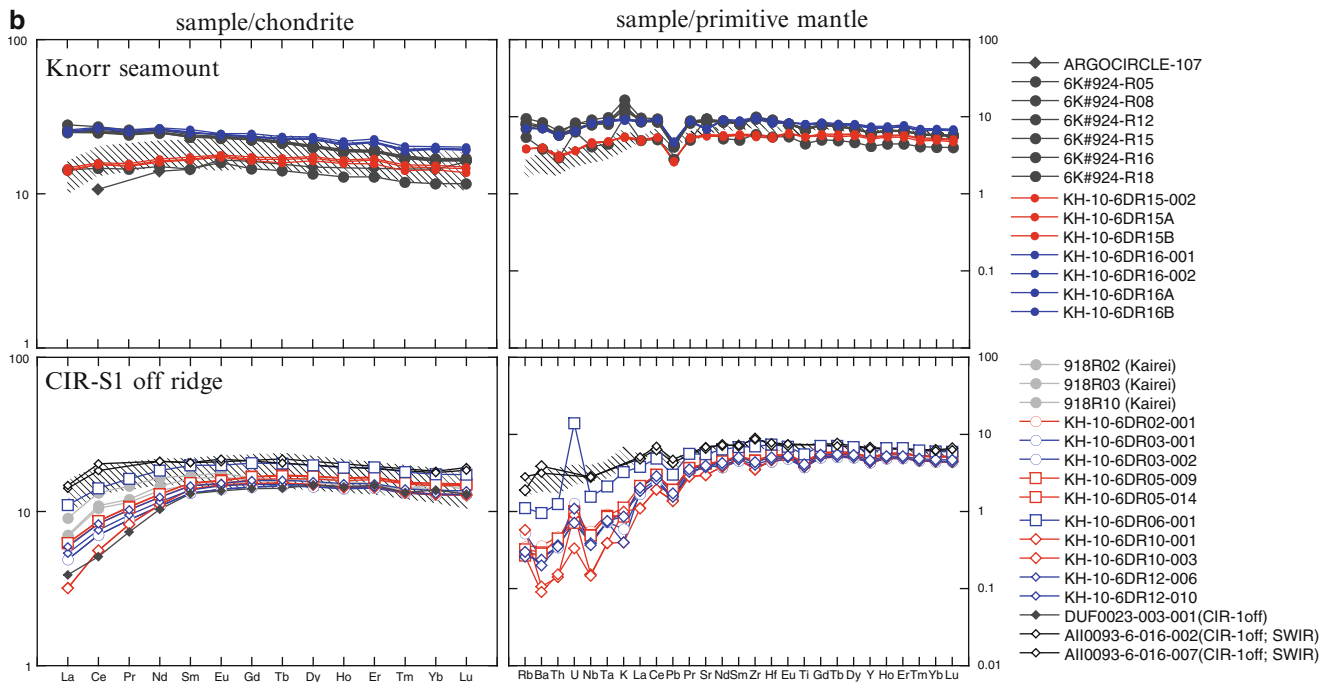 b
sample/chondrite
sample/primitive mantle
100
10
1
Knorr seamount
100
10
1
0.1
ARGOCIRCLE-107
6K#924-R05
6K#924-R08
6K#924-R12
6K#924-R15
6K#924-R16
6K#924-R18
KH-10-6DR15-002
KH-10-6DR15A
KH-10-6DR15B
KH-10-6DR16-001
KH-10-6DR16-002
KH-10-6DR16A
KH-10-6DR16B
100
10
1
CIR-S1 off ridge
100
10
1
0.1
0.01
918R02 (Kairei)
918R03 (Kairei)
918R10 (Kairei)
KH-10-6DR02-001
KH-10-6DR03-001
KH-10-6DR03-002
KH-10-6DR05-009
KH-10-6DR05-014
KH-10-6DR06-001
KH-10-6DR10-001
KH-10-6DR10-003
KH-10-6DR12-006
KH-10-6DR12-010
DUF0023-003-001(CIR-1off)
AII0093-6-016-002(CIR-1off; SWIR)
AII0093-6-016-007(CIR-1off; SWIR)
La Ce Pr Nd Sm Eu Gd Tb Dy Ho Er Tm Yb Lu
Rb Ba Th U Nb Ta K La Ce Pb Pr Sr Nd Sm Zr Hf Eu Ti Gd Tb Dy Y Ho Er Tm Yb Lu